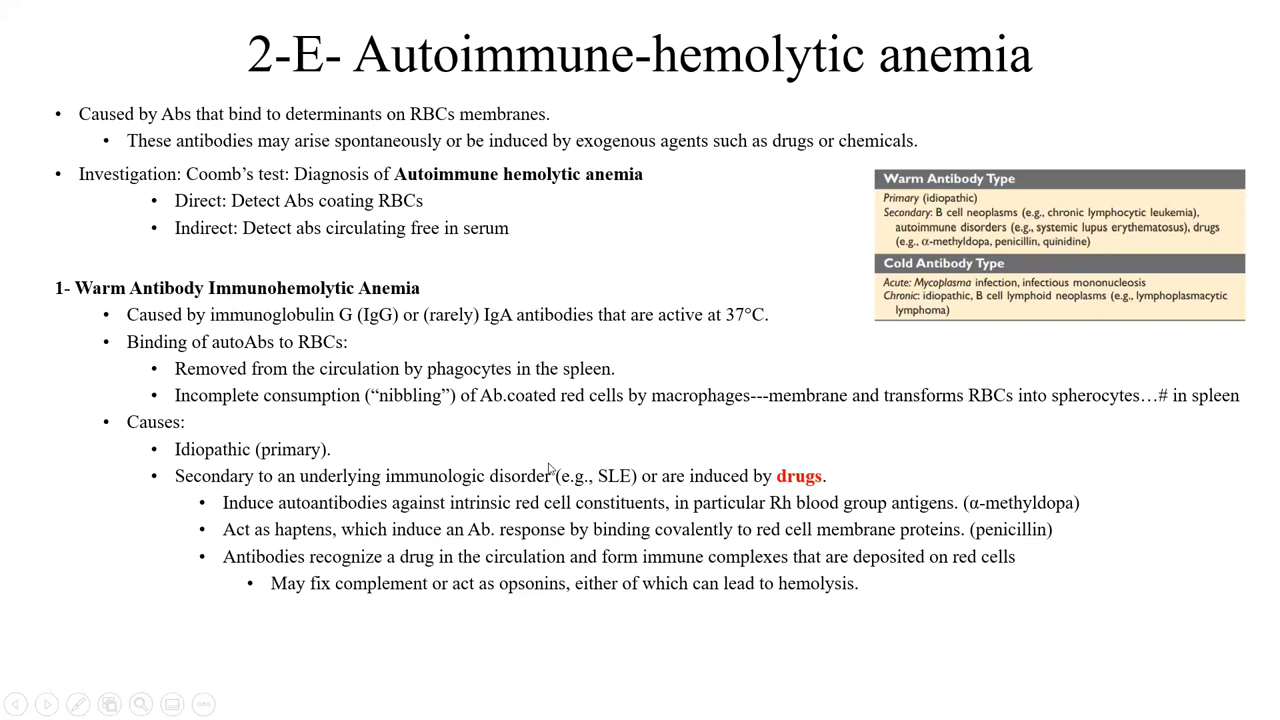 2-E- Autoimmune-hemolytic anemia
• Caused by Abs that bind to determinants on RBCs membranes.
• These antibodies may arise spontaneously or be induced by exogenous agents such as drugs or chemicals.
• Investigation: Coomb's test: Diagnosis of Autoimmune hemolytic anemia
• Direct: Detect Abs coating RBCs
• Indirect: Detect abs circulating free in serum
1- Warm Antibody Immunohemolytic Anemia
• Caused by immunoglobulin G (IgG) or (rarely) IgA antibodies that are active at 37°C.
• Binding of autoAbs to RBCs:
• Removed from the circulation by phagocytes in the spleen.
• Incomplete consumption (“nibbling”) of Ab.coated red cells by macrophages---membrane and transforms RBCs into spherocytes…# in spleen
• Causes:
• Idiopathic (primary).
• Secondary to an underlying immunologic disorder (e.g., SLE) or are induced by drugs.
• Induce autoantibodies against intrinsic red cell constituents, in particular Rh blood group antigens. (α-methyldopa)
• Act as haptens, which induce an Ab. response by binding covalently to red cell membrane proteins. (penicillin)
• Antibodies recognize a drug in the circulation and form immune complexes that are deposited on red cells
• May fix complement or act as opsonins, either of which can lead to hemolysis.
Warm Antibody Type
Primary (idiopathic)
Secondary: B cell neoplasms (e.g., chronic lymphocytic leukemia),
autoimmune disorders (e.g., systemic lupus erythematosus), drugs
(e.g., α-methyldopa, penicillin, quinidine)
Cold Antibody Type
Acute: Mycoplasma infection, infectious mononucleosis
Chronic: idiopathic, B cell lymphoid neoplasms (e.g., lymphoplasmacytic
lymphoma)